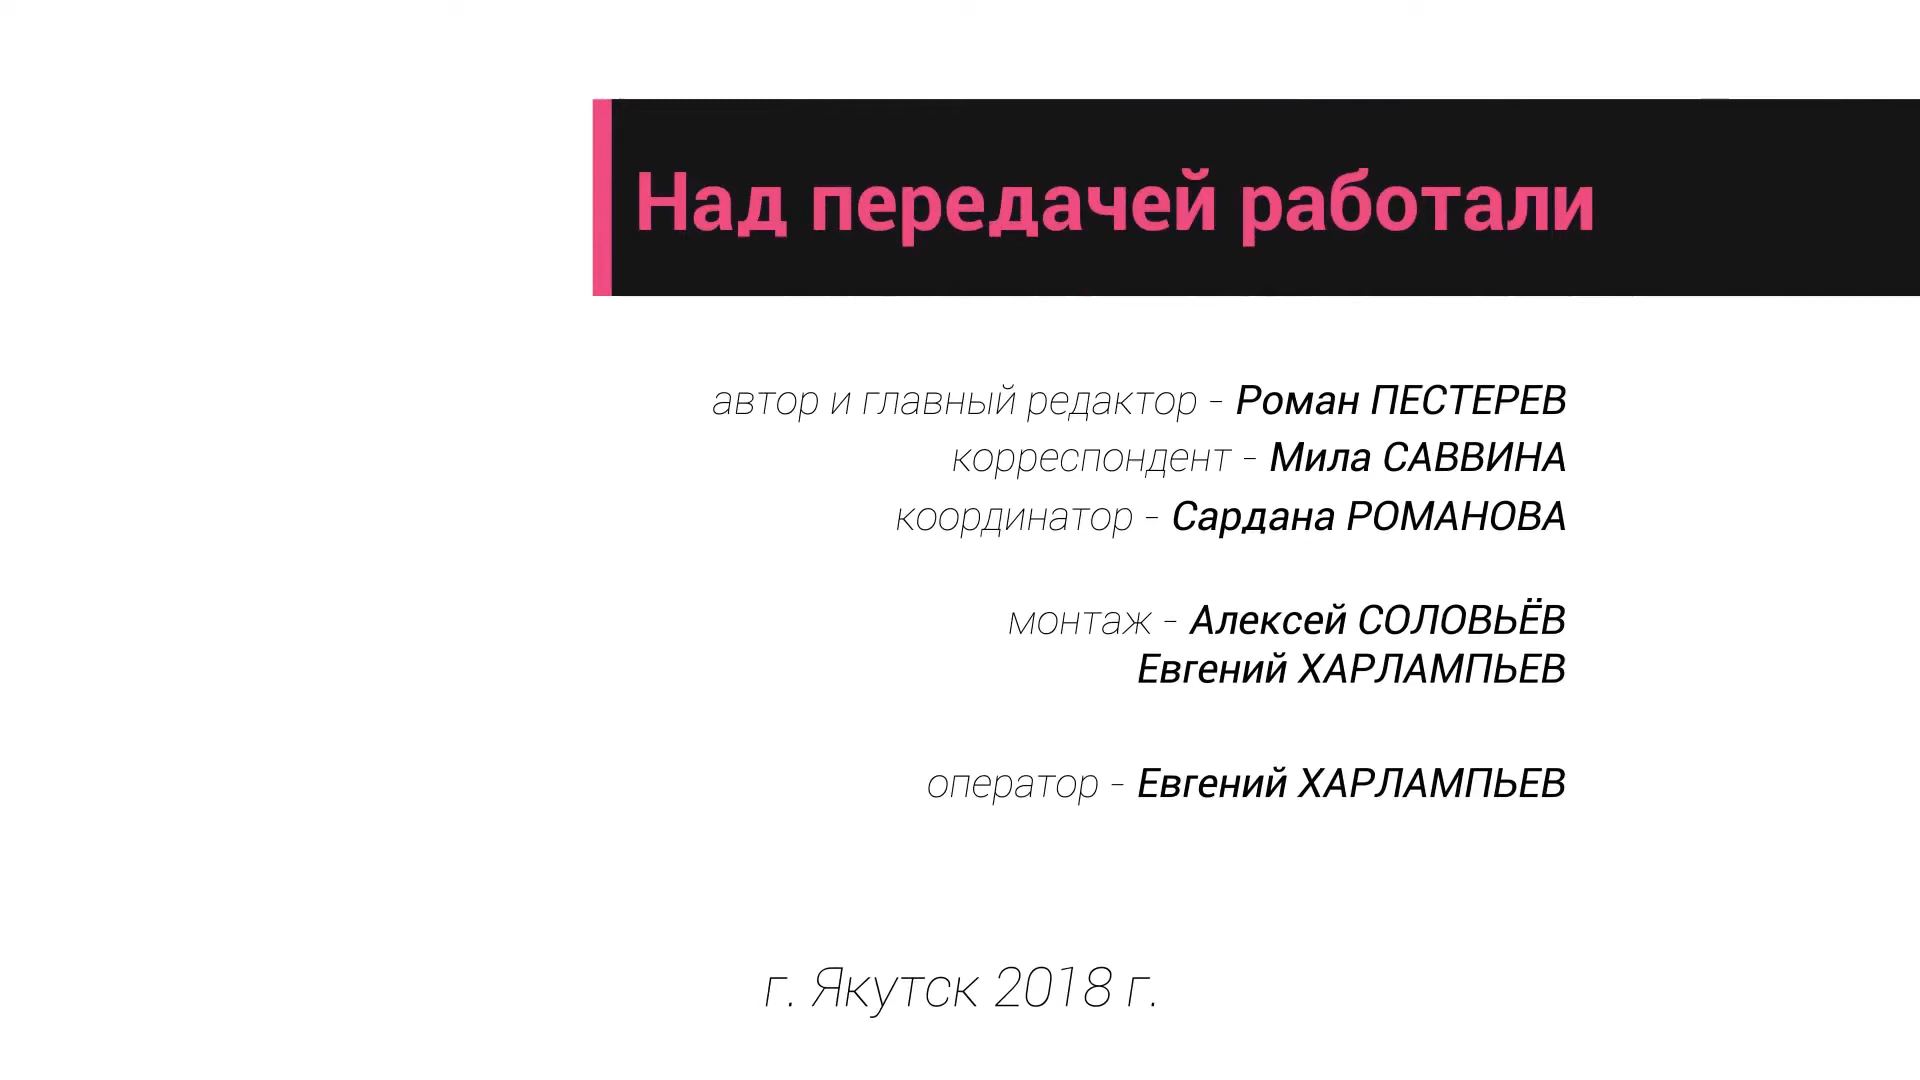 Над передачей работали
автор и главный редактор - Роман ПЕСТЕРЕВ
корреспондент - Мила САВВИНА
координатор - Сардана РОМАНОВА
монтаж - Алексей СОЛОВЬЁВ
Евгений ХАРЛАМПЬЕВ
оператор - Евгений ХАРЛАМПЬЕВ
г. Якутск 2018 г.